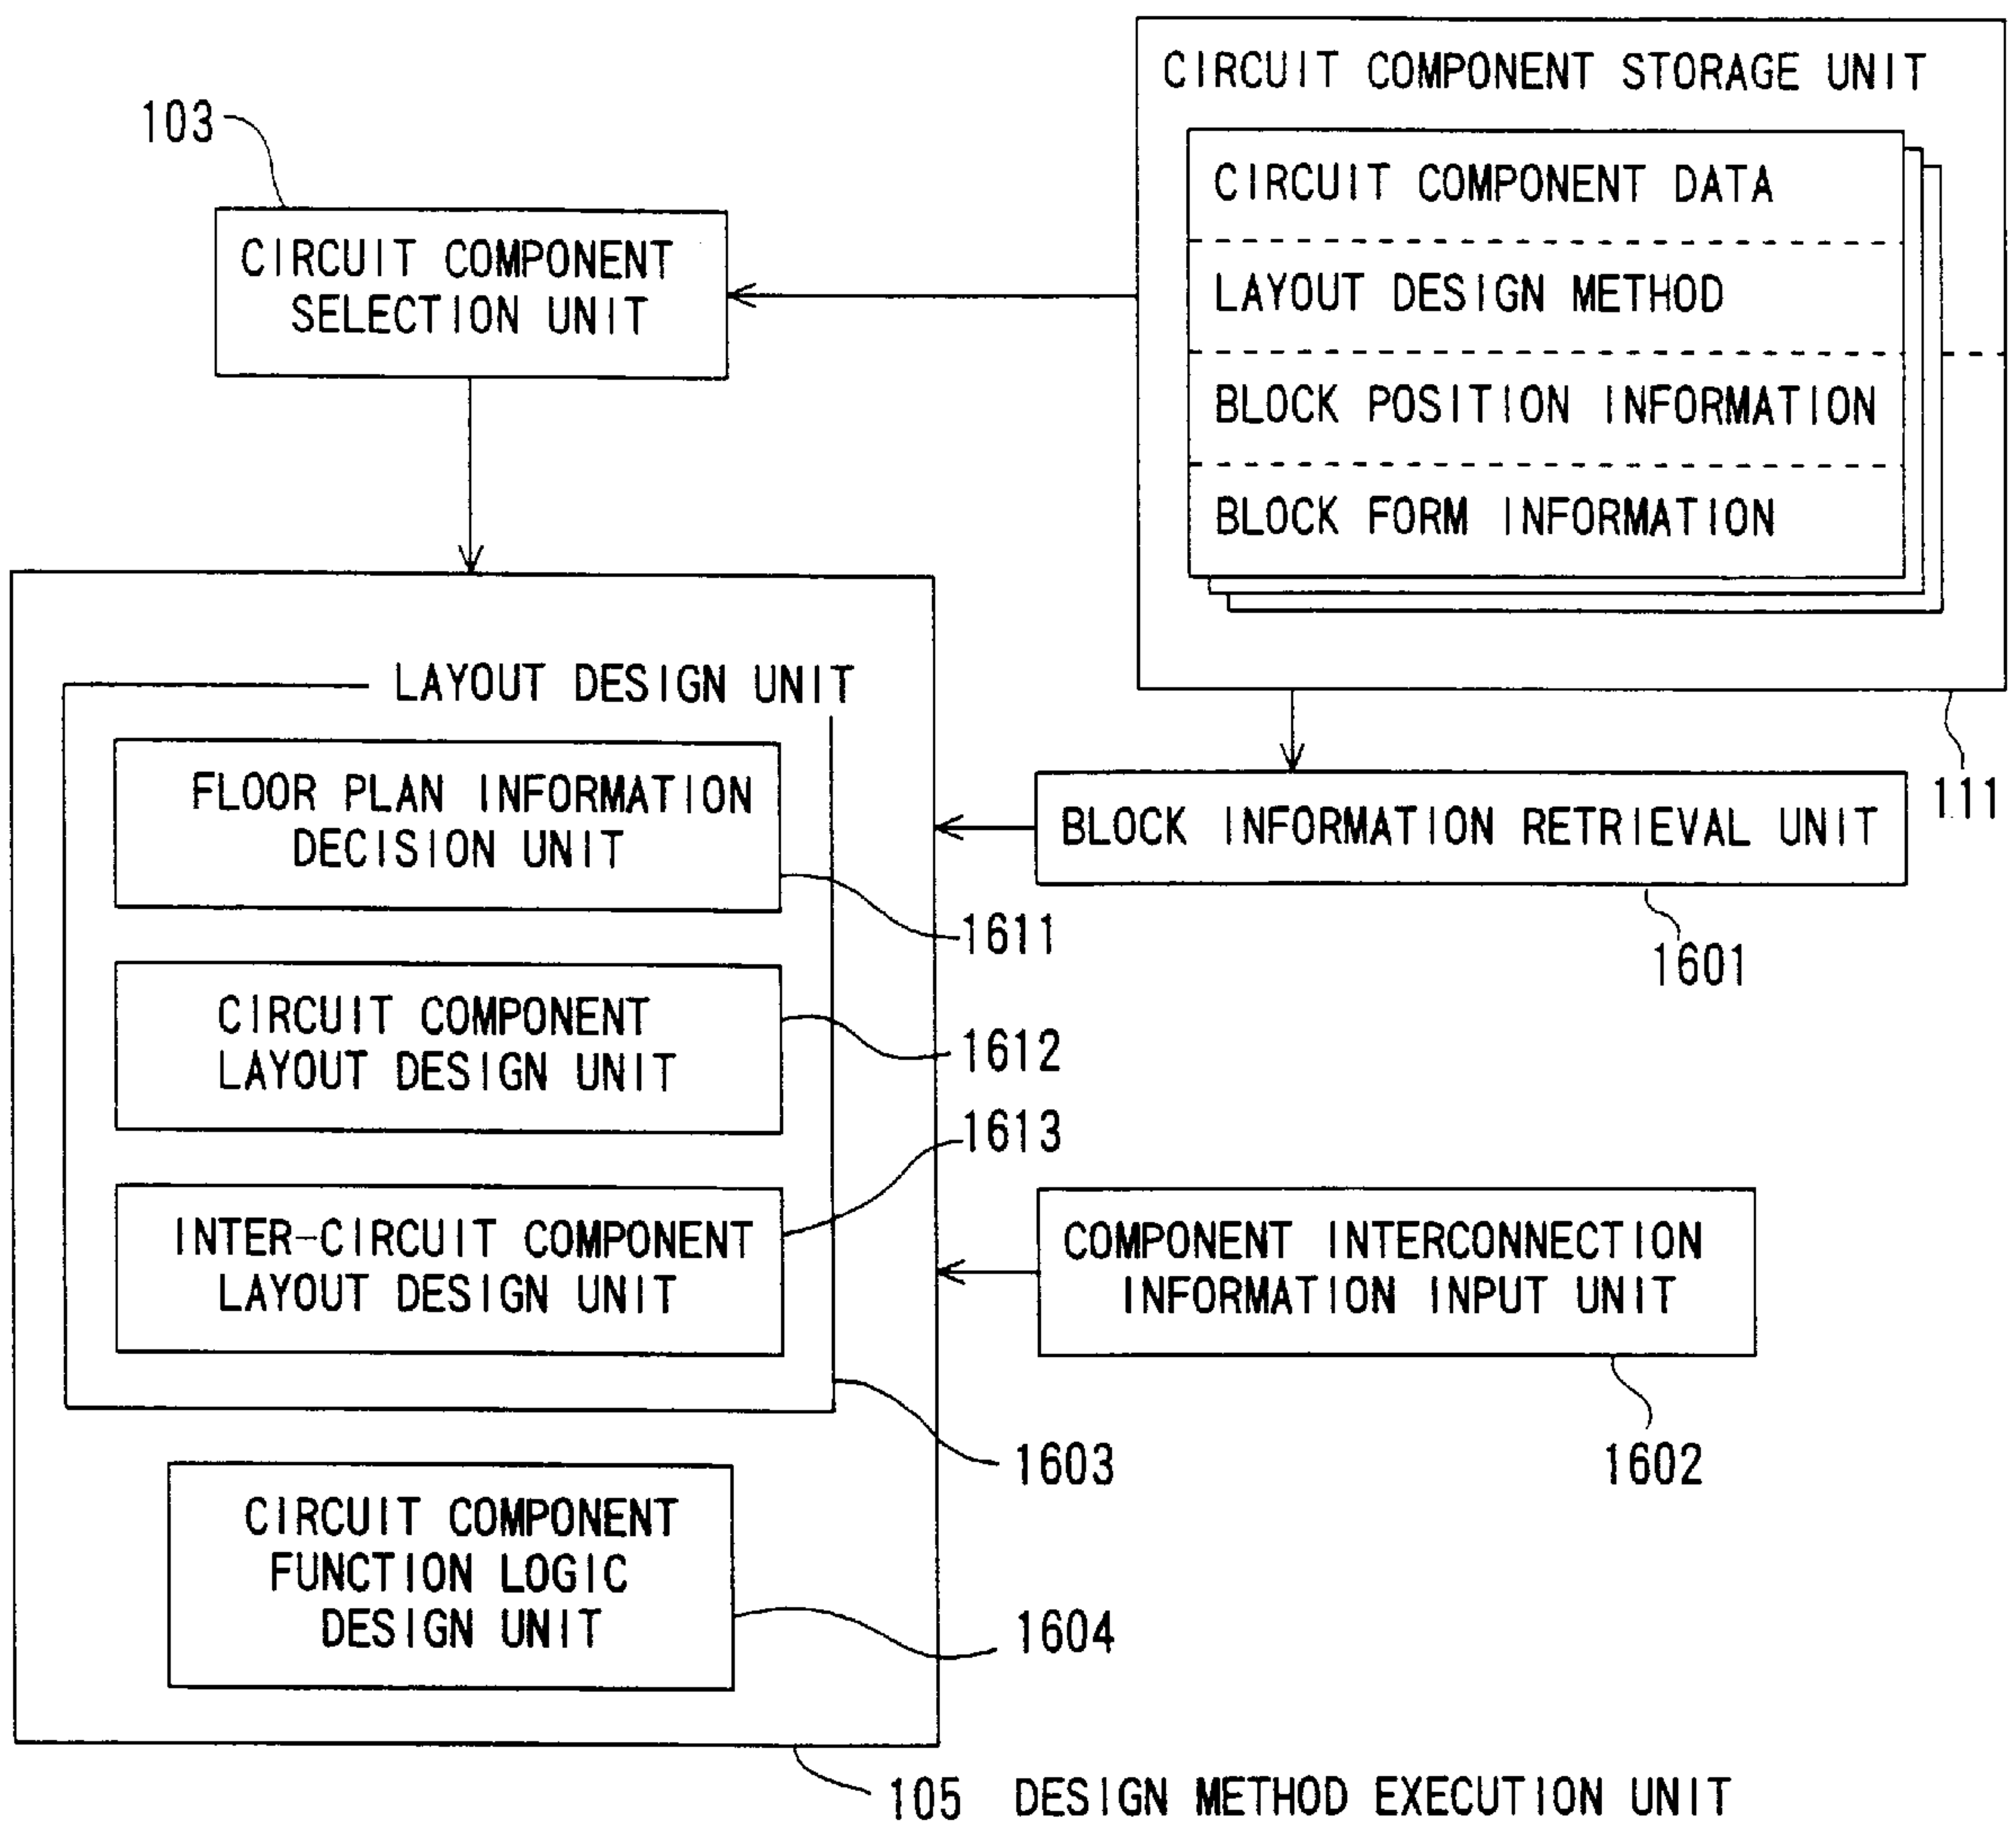 CIRCUIT COMPONENT STORAGE UNIT
103
CIRCUIT COMPONENT DATA
CIRCUIT COMPONENT
SELECTION UNIT
LAYOUT DESIGN METHOD
BLOCK POSITION INFORMATION
BLOCK FORM INFORMATION
LAYOUT DESIGN UNIT
111
FLOOR PLAN INFORMATION
DECISION UNIT
BLOCK INFORMATION RETRIEVAL UNIT
1611
1601
CIRCUIT COMPONENT
LAYOUT DESIGN UNIT
1612
1613
INTER-CIRCUIT COMPONENT
LAYOUT DESIGN UNIT
COMPONENT INTERCONNECTION
INFORMATION INPUT UNIT
1603
1602
CIRCUIT COMPONENT
FUNCTION LOGIC
DESIGN UNIT
1604
105 DESIGN METHOD EXECUTION UNIT